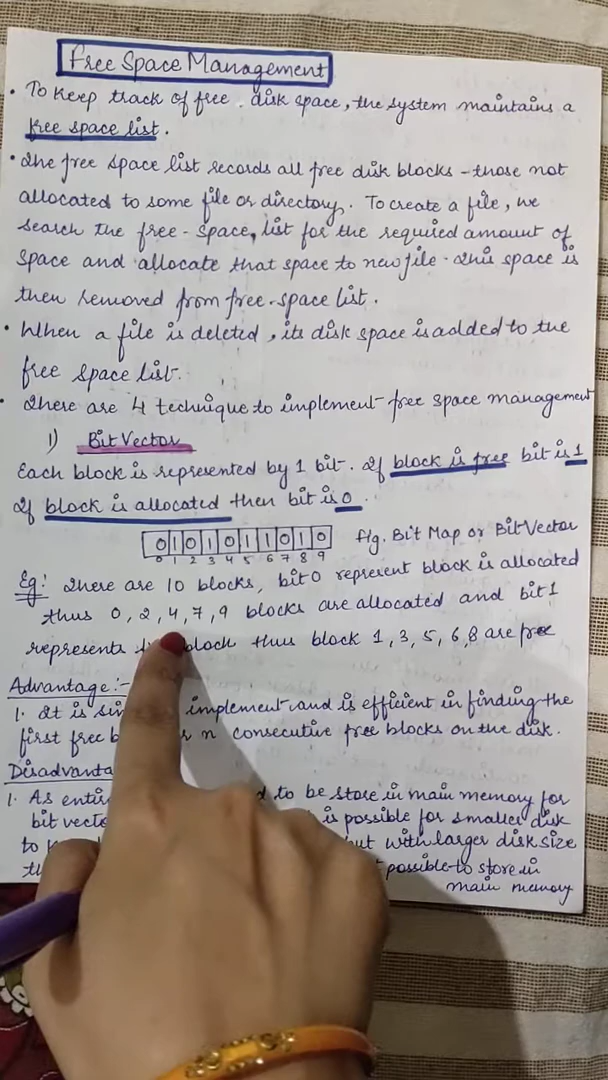 Free Space Management
• To keep track of free disk space, the system maintains a
free space list.
• The free space list records all free disk blocks - those not
allocated to some file or directory. To create a file, we
search the free-space, list for the required amount of
space and allocate that space to new file. This space is
then removed from free-space list.
• When a file is deleted, its disk space is added to the
free space list.
• There are 4 technique to implement free space management
1) Bit Vector
Each block is represented by 1 bit. If block is free bit is 1
If block is allocated then bit is 0.
0 1 0 1 0 1 1 0 1 0 fig. Bit Map or Bit Vector
0 1 2 3 4 5 6 7 8 9
Eg: There are 10 blocks, bit 0 represent block is allocated
thus 0, 2, 4, 7, 9 blocks are allocated and bit 1
represents block thus block 1, 3, 5, 6, 8 are free
Advantage:-
1. It is implement and is efficient in finding the
first free n consecutive free blocks on the disk.
1. As to be store in main memory for
bit is possible for smaller disk
to but with larger disk size
possible to store in
main memory